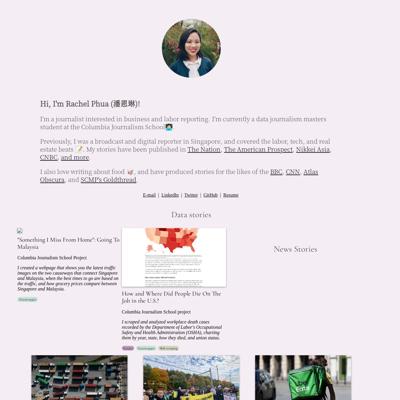 Hi, I'm Rachel Phua (潘恩琳)!
I'm a journalist interested in business and labor reporting. I'm currently a data journalism masters
student at the Columbia Journalism School
Previously, I was a broadcast and digital reporter in Singapore, and covered the labor, tech, and real
estate beats. My stories have been published in The Nation, The American Prospect, Nikkei Asia,
CNBC, and more.
I also love writing about food, and have produced stories for the likes of the BBC, CNN, Atlas
Obscura, and SCMP's Goldthread.
E-mail | LinkedIn | Twitter | GitHub | Resume
Data stories
"Something I Miss From Home": Going To
Malaysia
Columbia Journalism School Project
I created a webpage that shows you the latest traffic
images on the two causeways that connect Singapore
and Malaysia, when the best times to go are based on
the traffic, and how grocery prices compare between
Singapore and Malaysia.
How and Where Did People Die On The
Job in the U.S.?
Columbia Journalism School project
I scraped and analyzed workplace death cases
recorded by the Department of Labor's Occupational
Safety and Health Administration (OSHA), charting
them by year, state, how they died, and union status.
News Stories